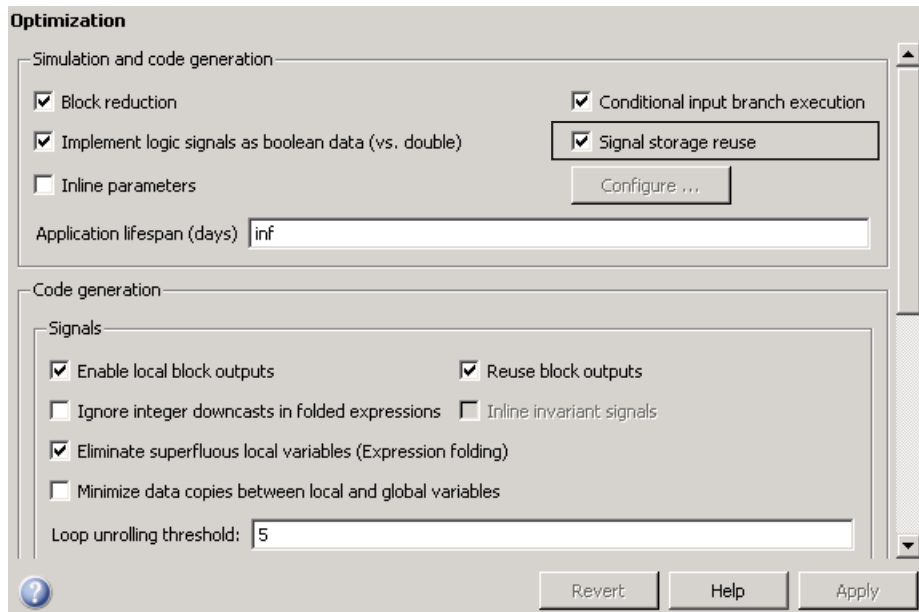 Optimization
Simulation and code generation
Block reduction
Conditional input branch execution
Implement logic signals as boolean data (vs. double)
Signal storage reuse
Inline parameters
Configure ...
Application lifespan (days) inf
Code generation
Signals
Enable local block outputs
Reuse block outputs
Ignore integer downcasts in folded expressions
Inline invariant signals
Eliminate superfluous local variables (Expression folding)
Minimize data copies between local and global variables
Loop unrolling threshold: 5
?
Revert
Help
Apply